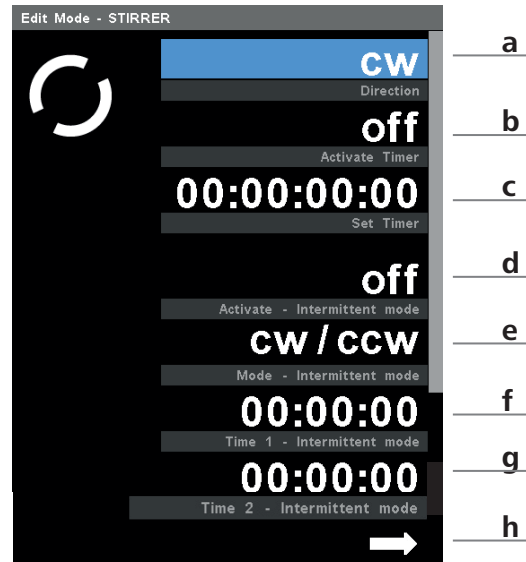 Edit Mode - STIRRER
cw
a
Direction
off
b
Activate Timer
00:00:00:00
c
Set Timer
off
d
Activate - Intermittent mode
cw / ccw
e
Mode - Intermittent mode
00:00:00
f
Time 1 - Intermittent mode
00:00:00
g
Time 2 - Intermittent mode
h